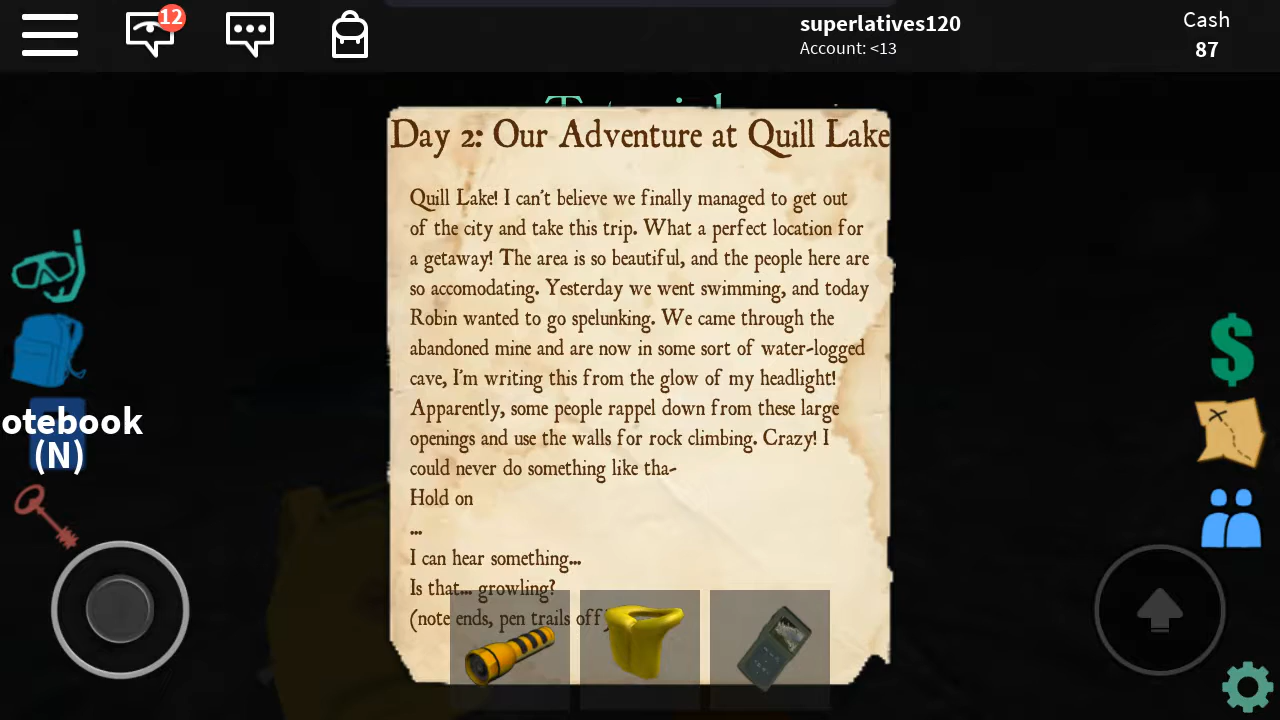 12
superlatives120
Account: <13
Cash
87
Day 2: Our Adventure at Quill Lake
Quill Lake! I can't believe we finally managed to get out
of the city and take this trip. What a perfect location for
a getaway! The area is so beautiful, and the people here are
so accomodating. Yesterday we went swimming, and today
Robin wanted to go spelunking. We came through the
abandoned mine and are now in some sort of water-logged
cave, I'm writing this from the glow of my headlight!
Apparently, some people rappel down from these large
openings and use the walls for rock climbing. Crazy! I
could never do something like tha-
Hold on
...
I can hear something...
Is that... growling?
(note ends, pen trails off)
otebook
(N)